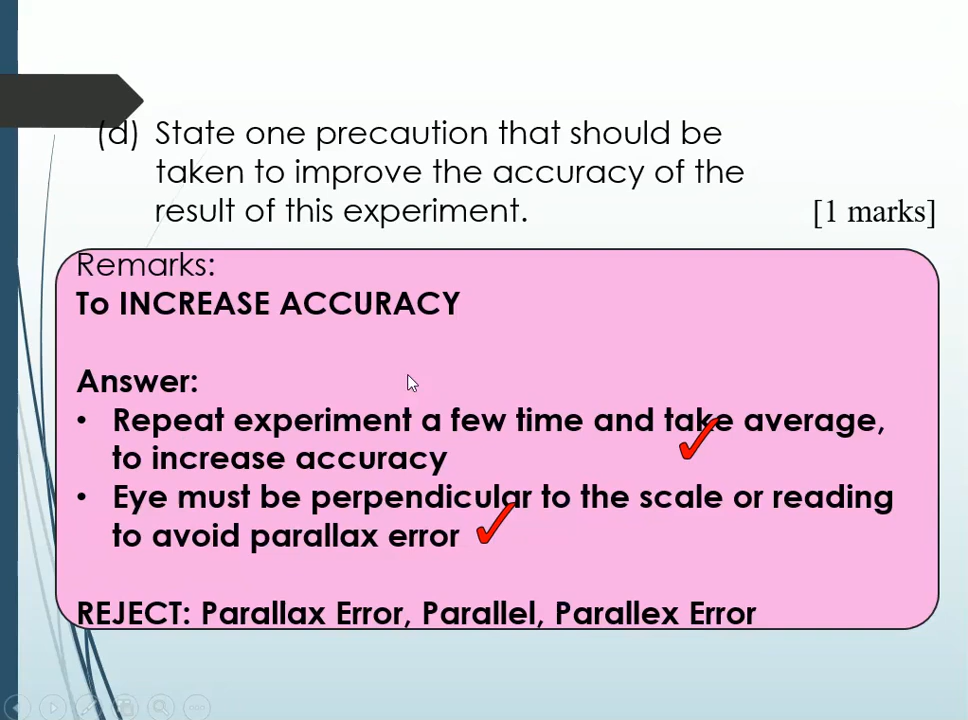 (d) State one precaution that should be
taken to improve the accuracy of the
result of this experiment.
[1 marks]
Remarks:
To INCREASE ACCURACY
Answer:
• Repeat experiment a few time and take average,
to increase accuracy
• Eye must be perpendicular to the scale or reading
to avoid parallax error
REJECT: Parallax Error, Parallel, Parallex Error